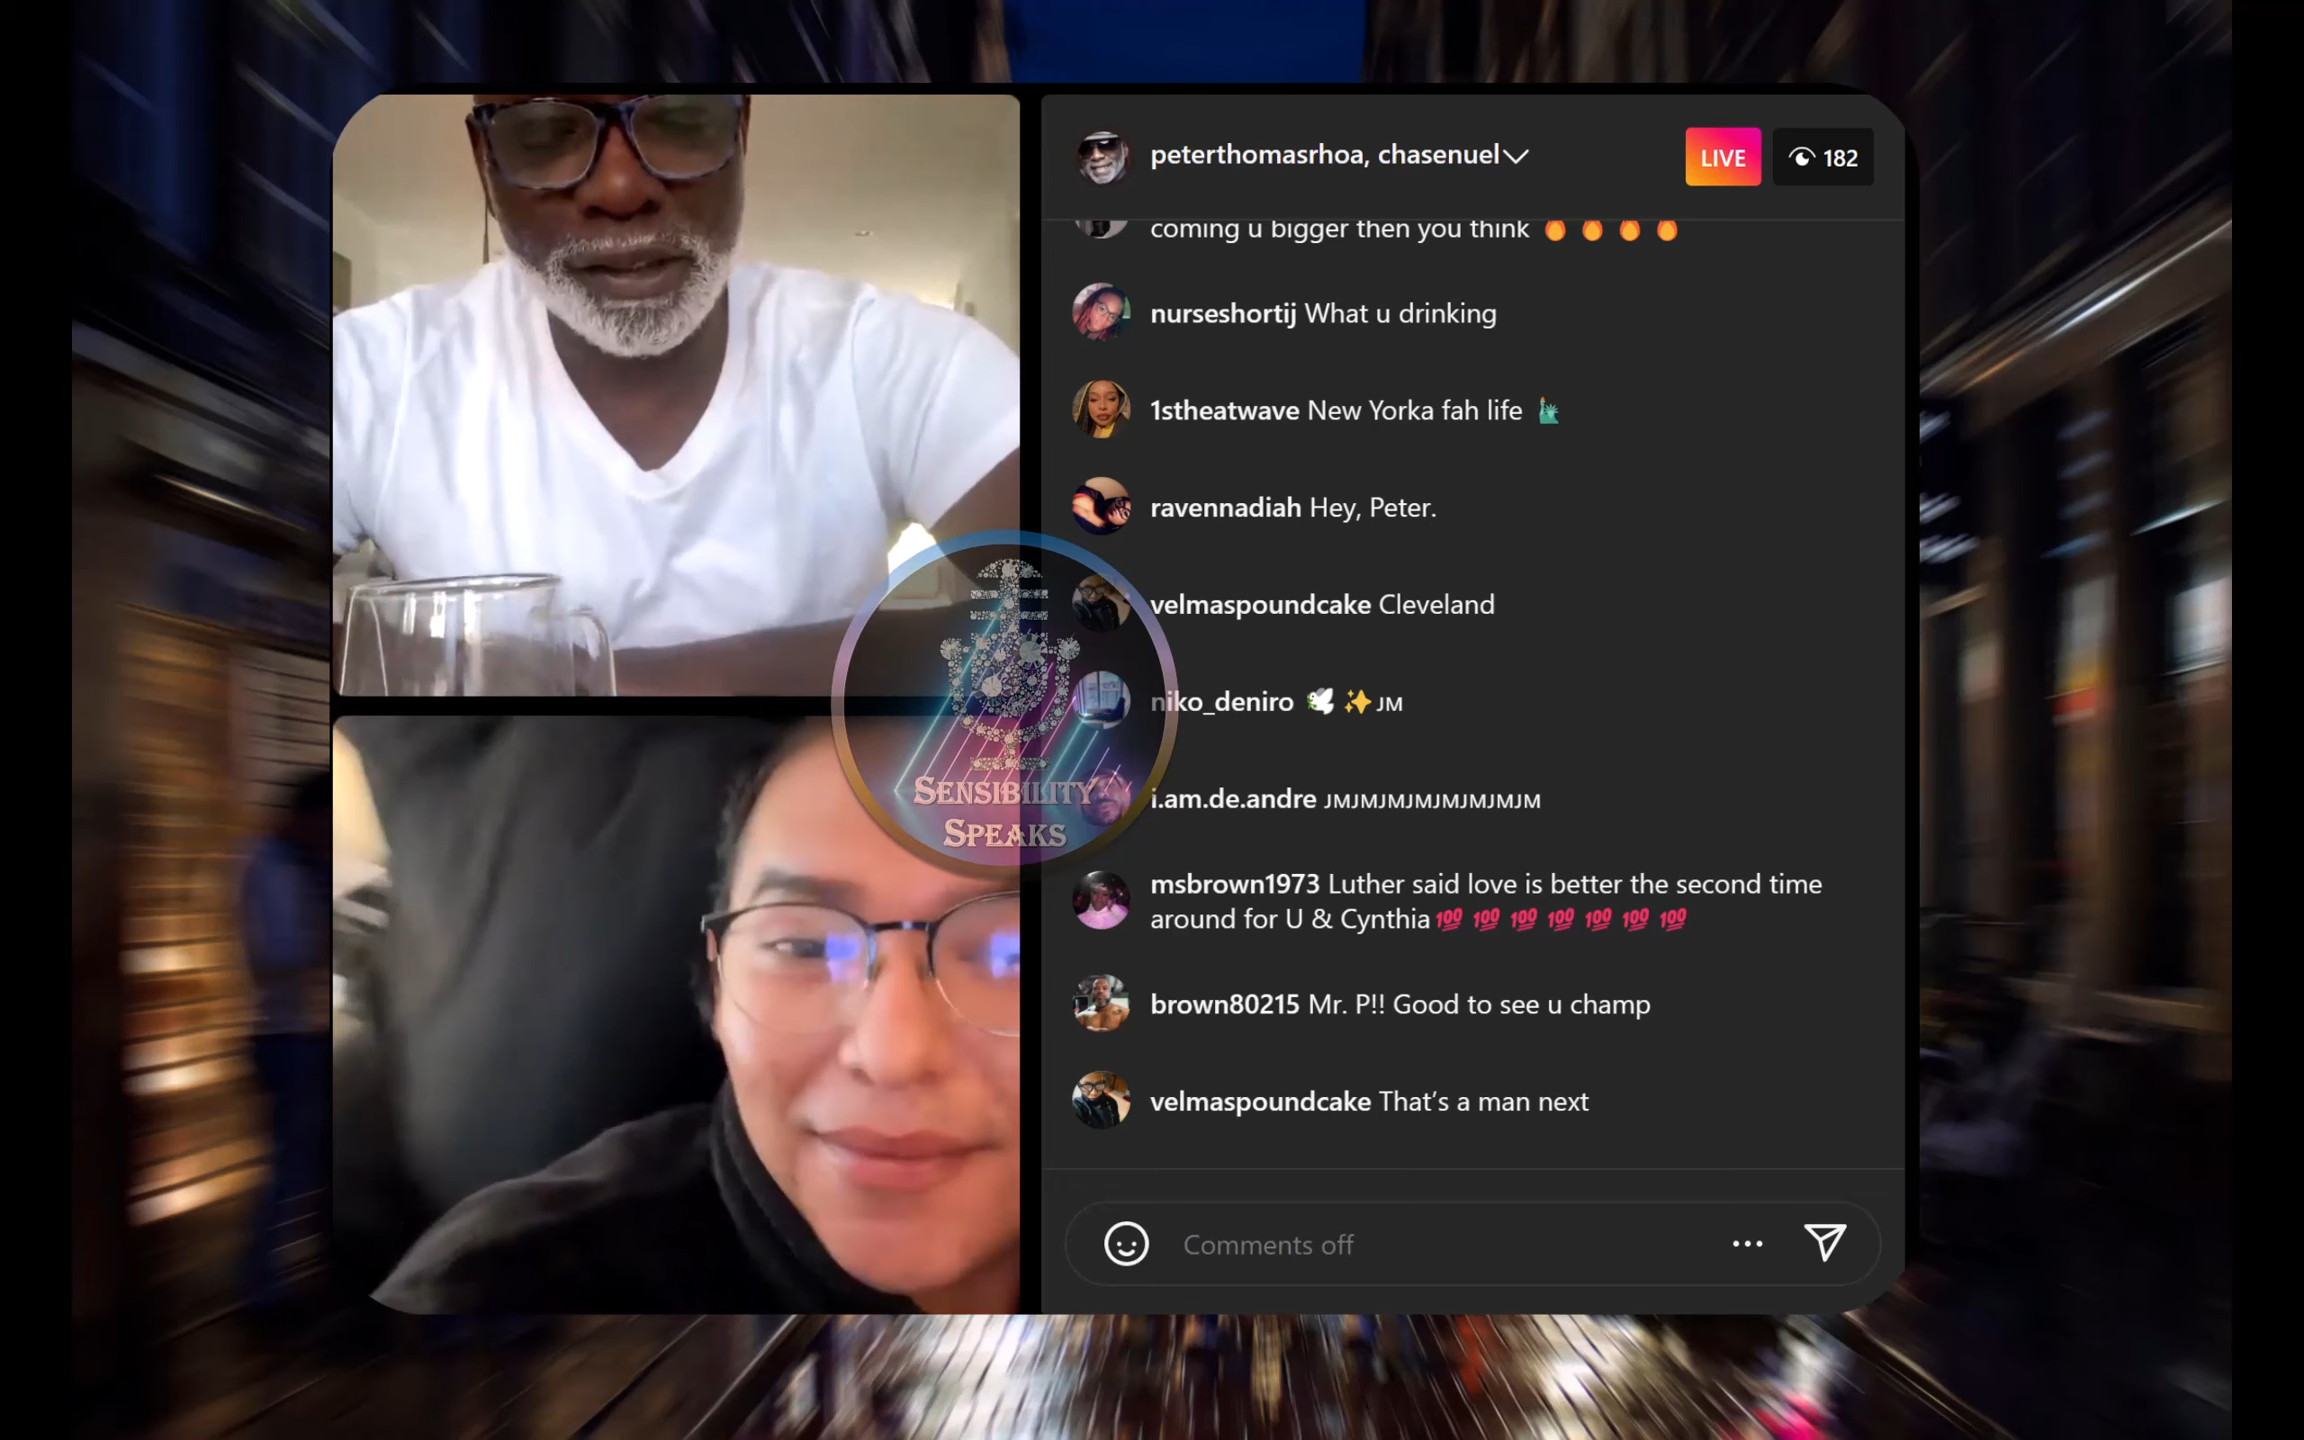 peterthomasrhoa, chasenuel
LIVE
182
coming u bigger then you think 🔥 🔥 🔥 🔥
nurseshortij What u drinking
1stheatwave New Yorka fah life 🗽
ravennadiah Hey, Peter.
velmaspoundcake Cleveland
niko_deniro 🕊 ✨ JM
i.am.de.andre JMJMJMJMJMJMJMJM
msbrown1973 Luther said love is better the second time
around for U & Cynthia💯 💯 💯 💯 💯 💯 💯
brown80215 Mr. P!! Good to see u champ
velmaspoundcake That’s a man next
Comments off
SENSIBILITY
SPEAKS